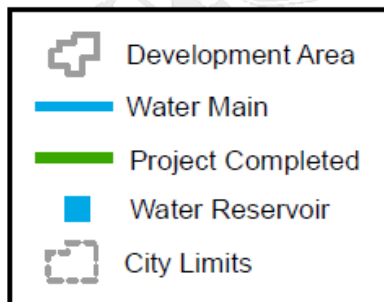 Development Area
Water Main
Project Completed
Water Reservoir
City Limits